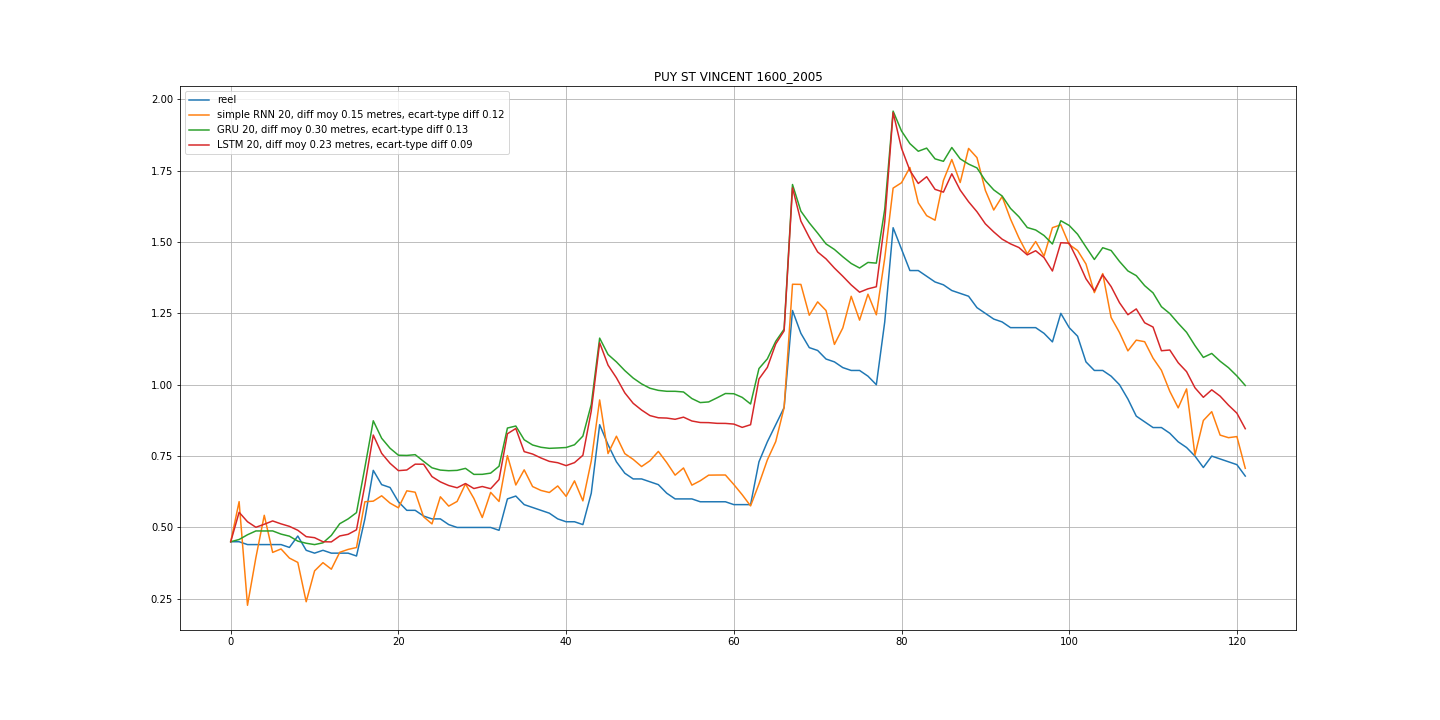 PUY ST VINCENT 1600_2005
reel
simple RNN 20, diff moy 0.15 metres, ecart-type diff 0.12
GRU 20, diff moy 0.30 metres, ecart-type diff 0.13
LSTM 20, diff moy 0.23 metres, ecart-type diff 0.09
2.00
1.75
1.50
1.25
1.00
0.75
0.50
0.25
0 20 40 60 80 100 120